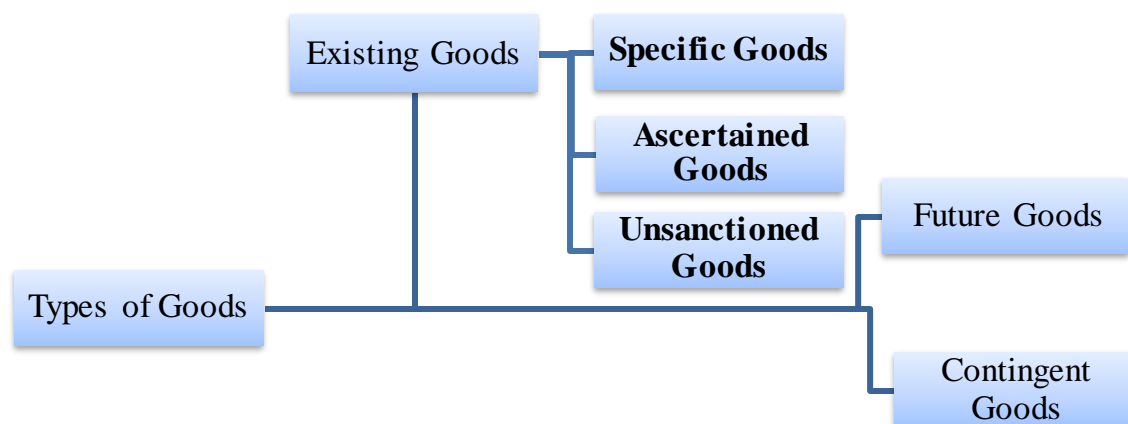 Existing Goods
Specific Goods
Ascertained
Goods
Unsanctioned
Goods
Future Goods
Types of Goods
Contingent
Goods